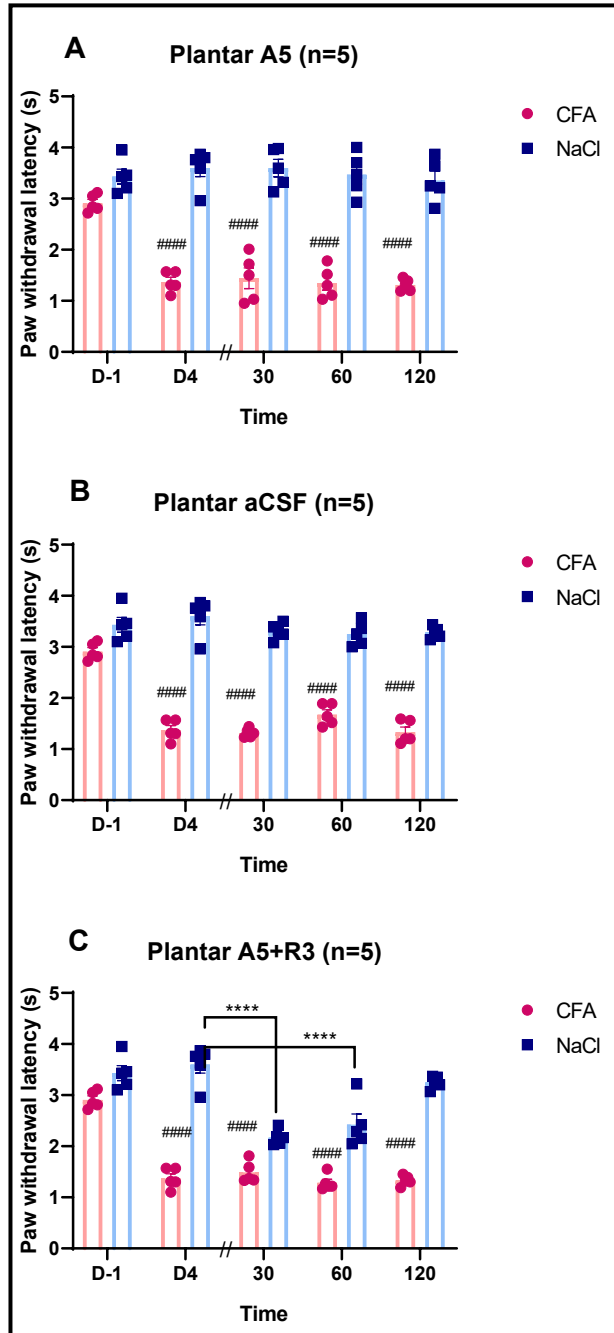 A
Plantar A5 (n=5)
Paw withdrawal latency (s)
5
4
3
2
1
0
CFA
NaCl
####
####
####
####
D-1 D4 // 30 60 120
Time
B
Plantar aCSF (n=5)
Paw withdrawal latency (s)
5
4
3
2
1
0
CFA
NaCl
####
####
####
####
D-1 D4 // 30 60 120
Time
C
Plantar A5+R3 (n=5)
Paw withdrawal latency (s)
5
4
3
2
1
0
CFA
NaCl
****
****
####
####
####
####
D-1 D4 // 30 60 120
Time